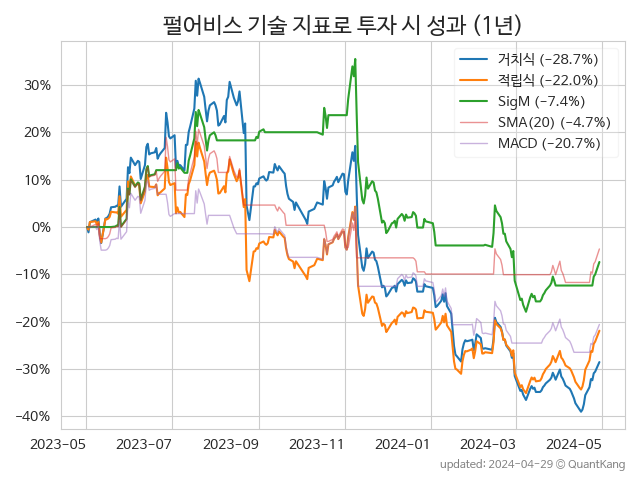 펄어비스 기술 지표로 투자 시 성과 (1년)
거치식 (−28.7%)
적립식 (−22.0%)
SigM (−7.4%)
SMA(20) (−4.7%)
MACD (−20.7%)
30%
20%
10%
0%
−10%
−20%
−30%
−40%
2023-05 2023-07 2023-09 2023-11 2024-01 2024-03 2024-05
updated: 2024-04-29 ⓒ QuantKang